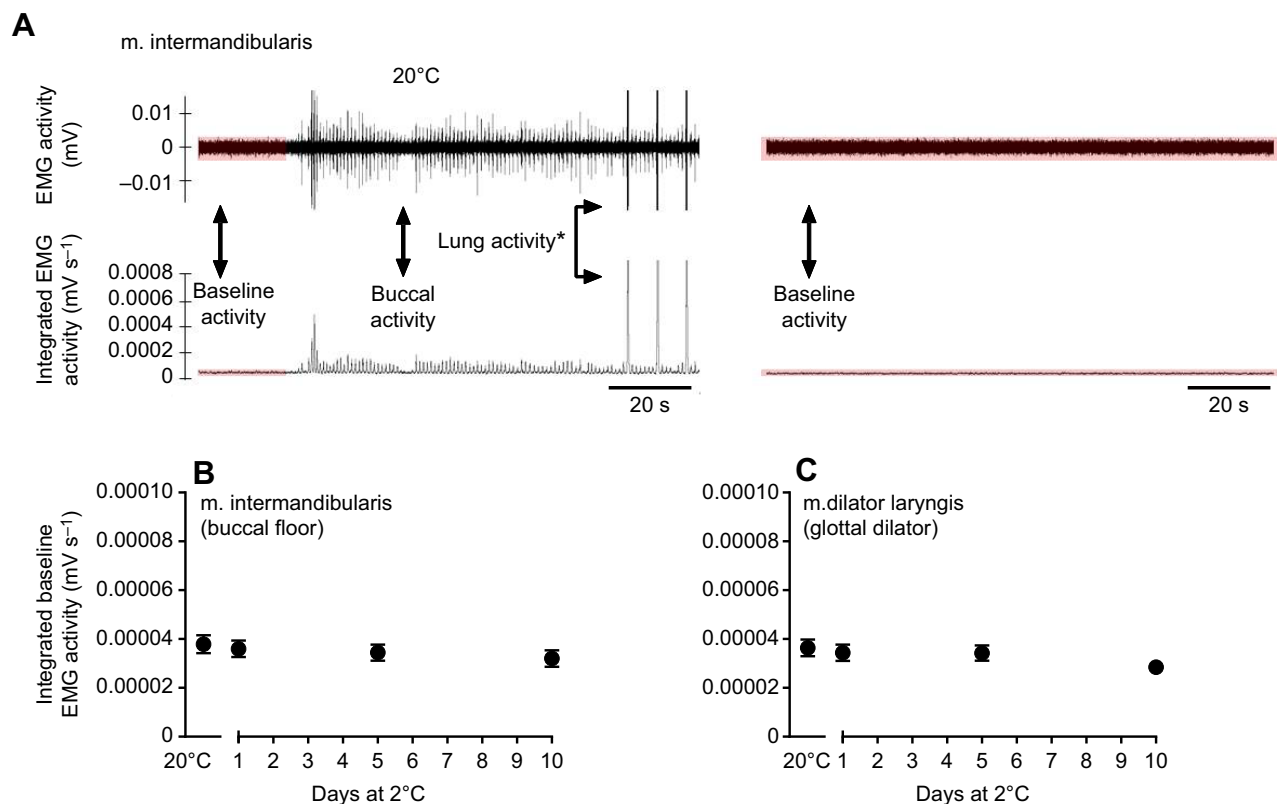 A
m. intermandibularis
20°C
EMG activity
(mV)
0.01
0
–0.01
Lung activity*
Integrated EMG
activity (mV s–1)
0.0008
0.0006
0.0004
0.0002
0
Baseline
activity
Buccal
activity
Baseline
activity
20 s
20 s
B
m. intermandibularis
(buccal floor)
Integrated baseline
EMG activity (mV s–1)
0.00010
0.00008
0.00006
0.00004
0.00002
0
20°C 1 2 3 4 5 6 7 8 9 10
Days at 2°C
C
m.dilator laryngis
(glottal dilator)
0.00010
0.00008
0.00006
0.00004
0.00002
0
20°C 1 2 3 4 5 6 7 8 9 10
Days at 2°C